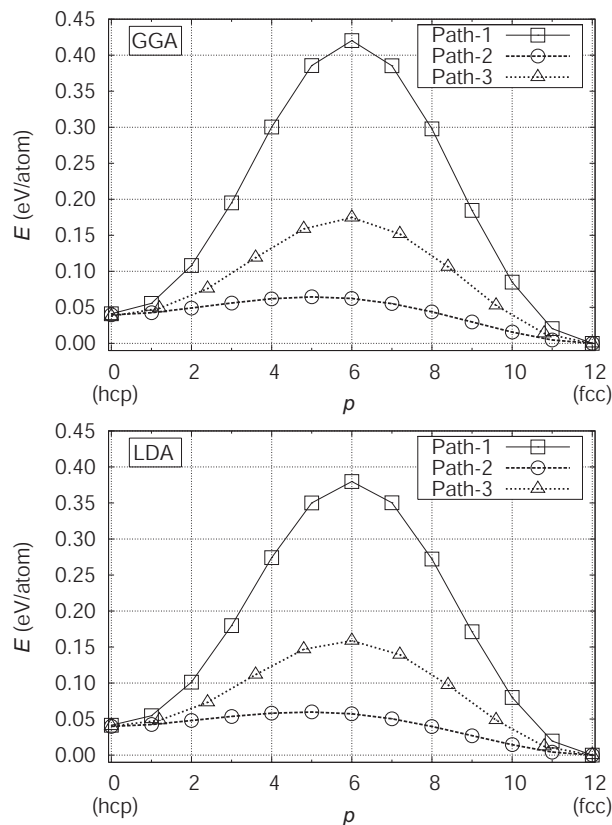 GGA
Path-1
Path-2
Path-3
0.45
0.40
0.35
0.30
0.25
0.20
0.15
0.10
0.05
0.00
E (eV/atom)
0 2 4 6 8 10 12
(hcp) p (fcc)
LDA
Path-1
Path-2
Path-3
0.45
0.40
0.35
0.30
0.25
0.20
0.15
0.10
0.05
0.00
E (eV/atom)
0 2 4 6 8 10 12
(hcp) p (fcc)